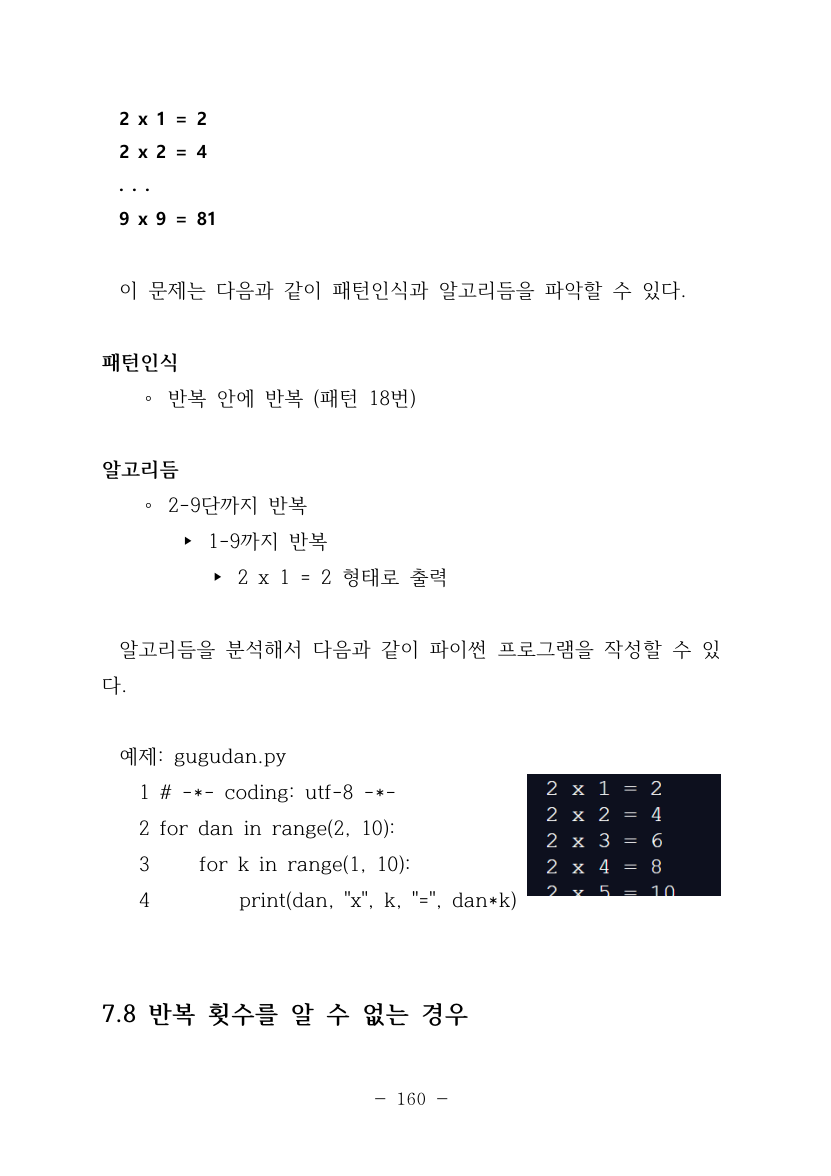 2 x 1 = 2
2 x 2 = 4
. . .
9 x 9 = 81
이 문제는 다음과 같이 패턴인식과 알고리듬을 파악할 수 있다.
패턴인식
◦ 반복 안에 반복 (패턴 18번)
알고리듬
◦ 2-9단까지 반복
▸ 1-9까지 반복
▸ 2 x 1 = 2 형태로 출력
알고리듬을 분석해서 다음과 같이 파이썬 프로그램을 작성할 수 있
다.
예제: gugudan.py
1 # -*- coding: utf-8 -*-
2 for dan in range(2, 10):
3     for k in range(1, 10):
4         print(dan, "x", k, "=", dan*k)
2 x 1 = 2
2 x 2 = 4
2 x 3 = 6
2 x 4 = 8
2 x 5 = 10
7.8 반복 횟수를 알 수 없는 경우
- 160 -